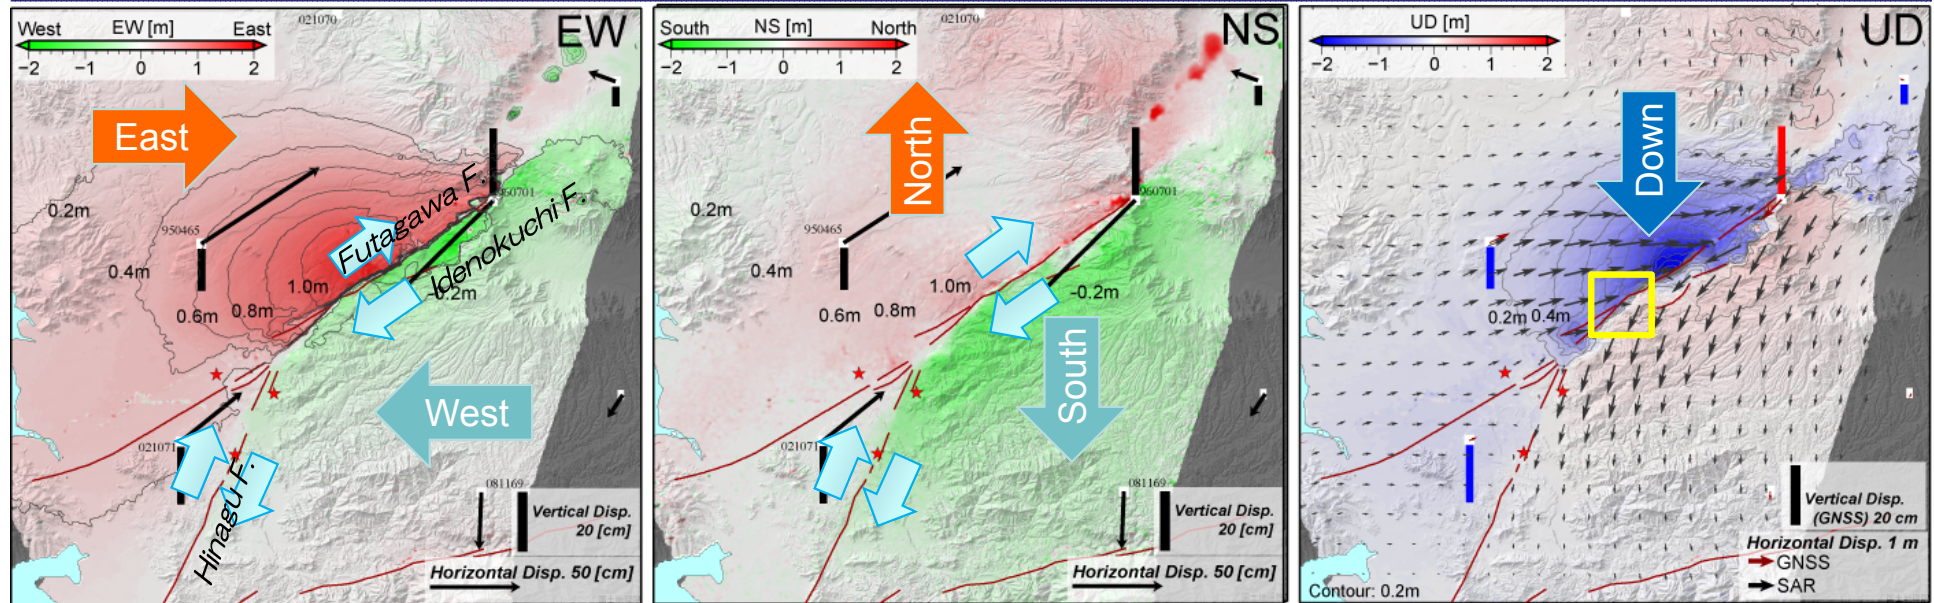 West EW [m] East
−2 −1 0 1 2
021070
EW
East
0.2m
950465
0.4m
0.6m
0.8m
1.0m
Futagawa F.
960701
Idenokuchi F.
-0.2m
West
021071
Hinagu F.
081169
Vertical Disp.
20 [cm]
Horizontal Disp. 50 [cm]
South NS [m] North
−2 −1 0 1 2
021070
NS
North
0.2m
950465
0.4m
0.6m
0.8m
1.0m
960701
-0.2m
South
021071
081169
Vertical Disp.
20 [cm]
Horizontal Disp. 50 [cm]
UD [m]
−2 −1 0 1 2
UD
Down
0.2m 0.4m
Vertical Disp.
(GNSS) 20 cm
Horizontal Disp. 1 m
GNSS
SAR
Contour: 0.2m